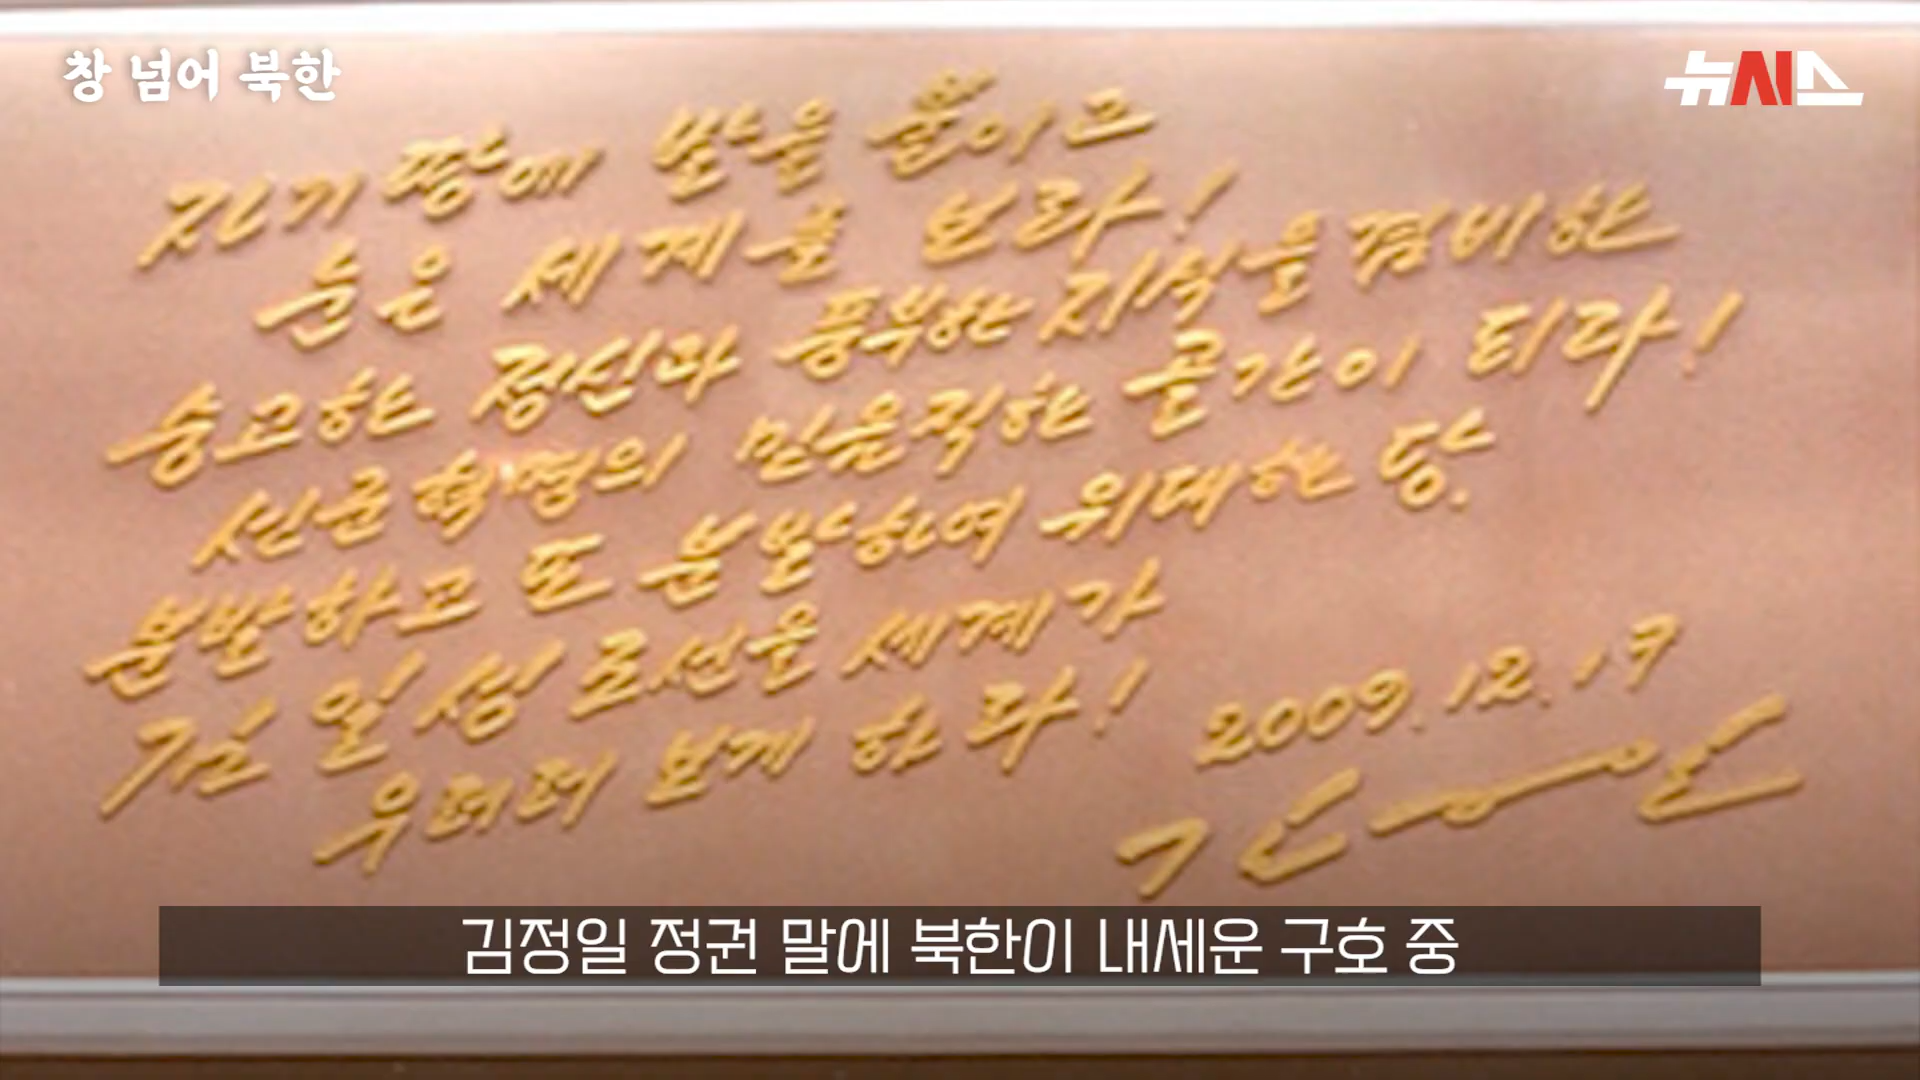 창 넘어 북한
뉴시스
자기 땅에 발을 붙이고
눈은 세계를 보라!
숭고한 정신과 풍부한 지식을 겸비한
선군혁명의 믿음직한 골간이 되라!
분발하고 또 분발하여 위대한 당,
김일성조선을 세계가
우러러 보게 하라!
2009.12.17
김정일
김정일 정권 말에 북한이 내세운 구호 중